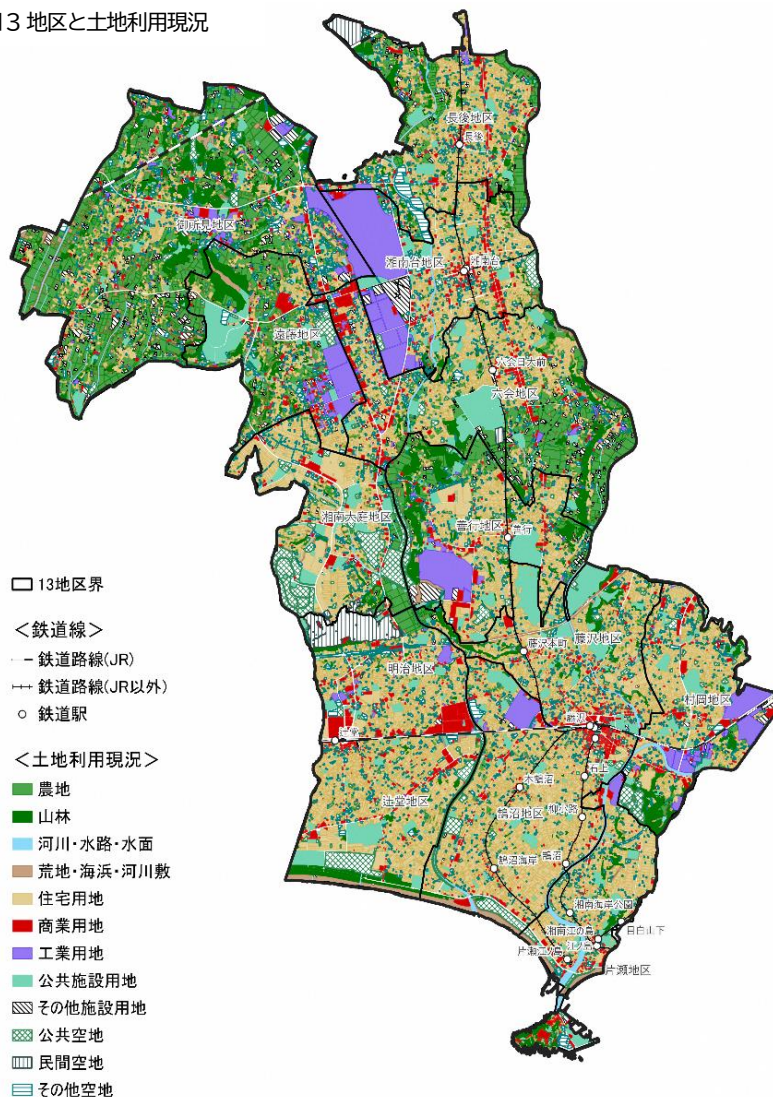 13 地区と土地利用現況
長後地区
長後
御所見地区
湘南台地区
湘南台
遠藤地区
六会日大前
六会地区
湘南大庭地区
善行地区
善行
藤沢本町
藤沢地区
明治地区
村岡地区
藤沢
辻堂
石上
本鵠沼
柳小路
辻堂地区
鵠沼地区
鵠沼海岸
鵠沼
湘南海岸公園
目白山下
湘南江の島
江ノ島
片瀬江ノ島
片瀬地区
13地区界
<鉄道線>
鉄道路線(JR)
鉄道路線(JR以外)
鉄道駅
<土地利用現況>
農地
山林
河川・水路・水面
荒地・海浜・河川敷
住宅用地
商業用地
工業用地
公共施設用地
その他施設用地
公共空地
民間空地
その他空地